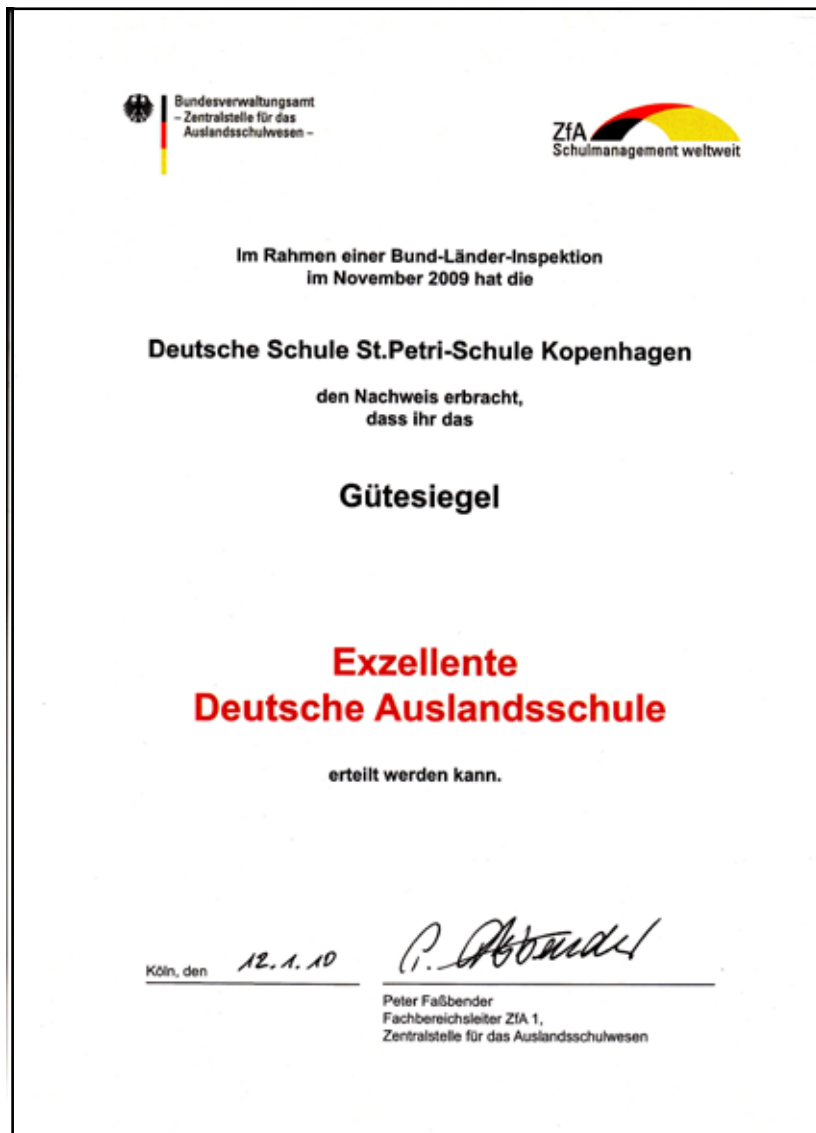 Bundesverwaltungsamt
– Zentralstelle für das
Auslandsschulwesen –
ZfA
Schulmanagement weltweit
Im Rahmen einer Bund-Länder-Inspektion
im November 2009 hat die
Deutsche Schule St.Petri-Schule Kopenhagen
den Nachweis erbracht,
dass ihr das
Gütesiegel
Exzellente
Deutsche Auslandsschule
erteilt werden kann.
Köln, den 12.1.10 P. Faßbender
Peter Faßbender
Fachbereichsleiter ZfA 1,
Zentralstelle für das Auslandsschulwesen